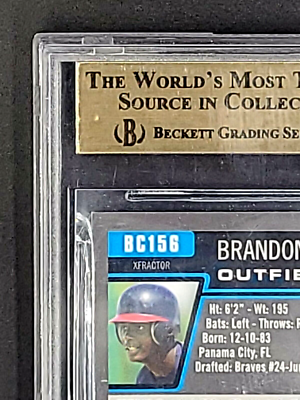 THE WORLD'S MOST T
SOURCE IN COLLEC
(B) BECKETT GRADING SE
BC156
BRANDON
XFRACTOR
OUTFIE
Ht: 6'2" - Wt: 195
Bats: Left - Throws:
Born: 12-10-83
Panama City, FL
Drafted: Braves #24-Ju